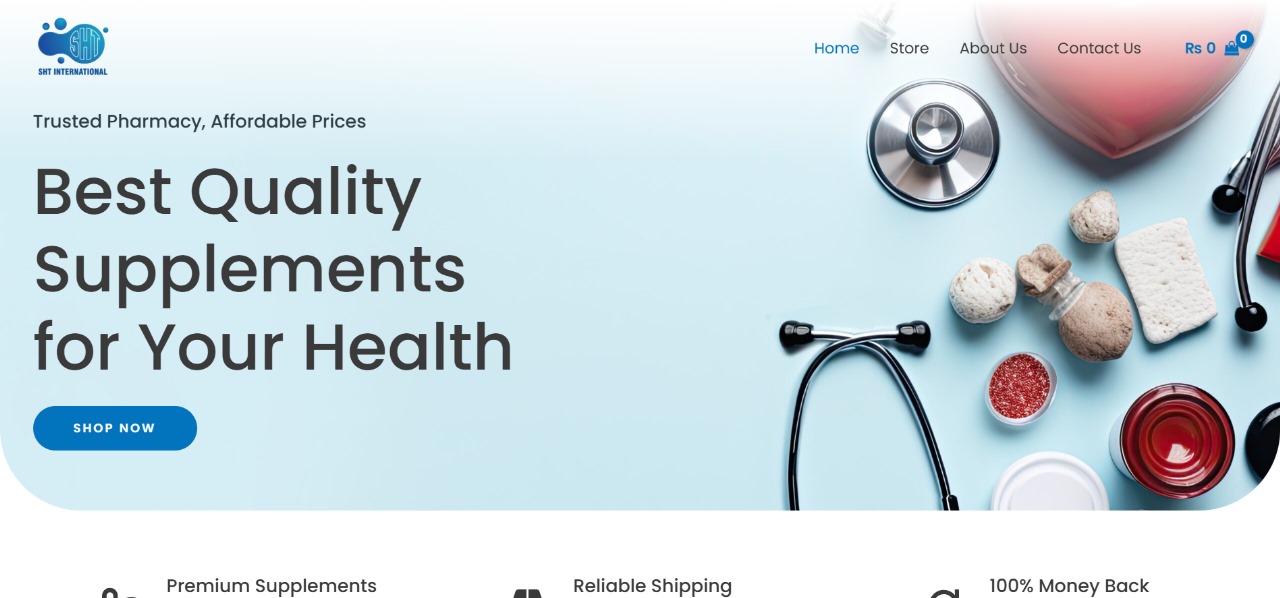 SHT
SHT INTERNATIONAL
Home
Store
About Us
Contact Us
₨ 0
0
Trusted Pharmacy, Affordable Prices
Best Quality
Supplements
for Your Health
SHOP NOW
Premium Supplements
Reliable Shipping
100% Money Back